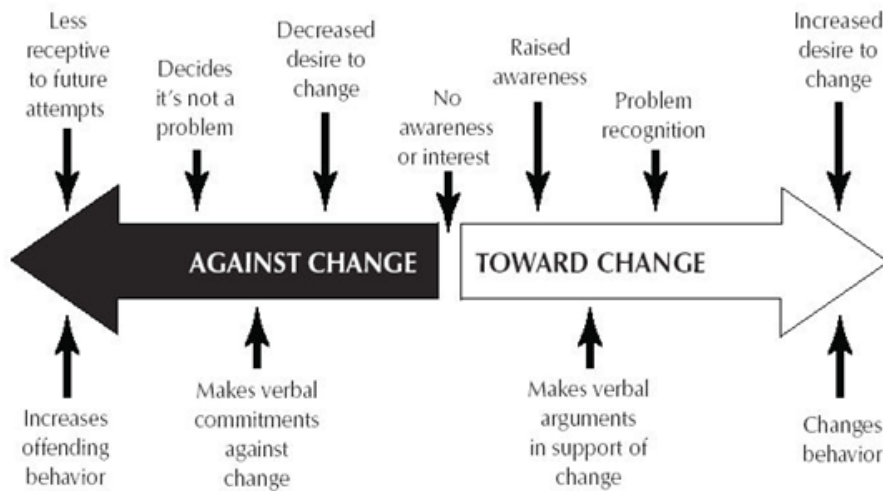 Less
receptive
to future
attempts
Decides
it's not a
problem
Decreased
desire to
change
No
awareness
or interest
Raised
awareness
Problem
recognition
Increased
desire to
change
AGAINST CHANGE
TOWARD CHANGE
Increases
offending
behavior
Makes verbal
commitments
against
change
Makes verbal
arguments
in support of
change
Changes
behavior